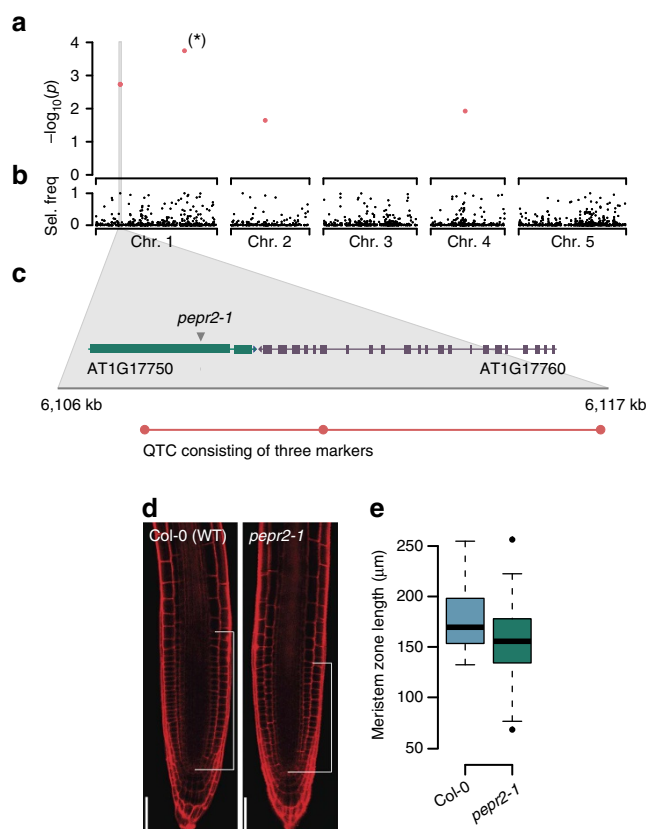 a
(*)
4
3
2
1
0
–log10(p)
b
Sel. freq
1
0
Chr. 1
Chr. 2
Chr. 3
Chr. 4
Chr. 5
c
pepr2-1
AT1G17750
AT1G17760
6,106 kb
6,117 kb
QTC consisting of three markers
d
Col-0 (WT)
pepr2-1
e
Meristem zone length (μm)
250
200
150
100
50
Col-0
pepr2-1